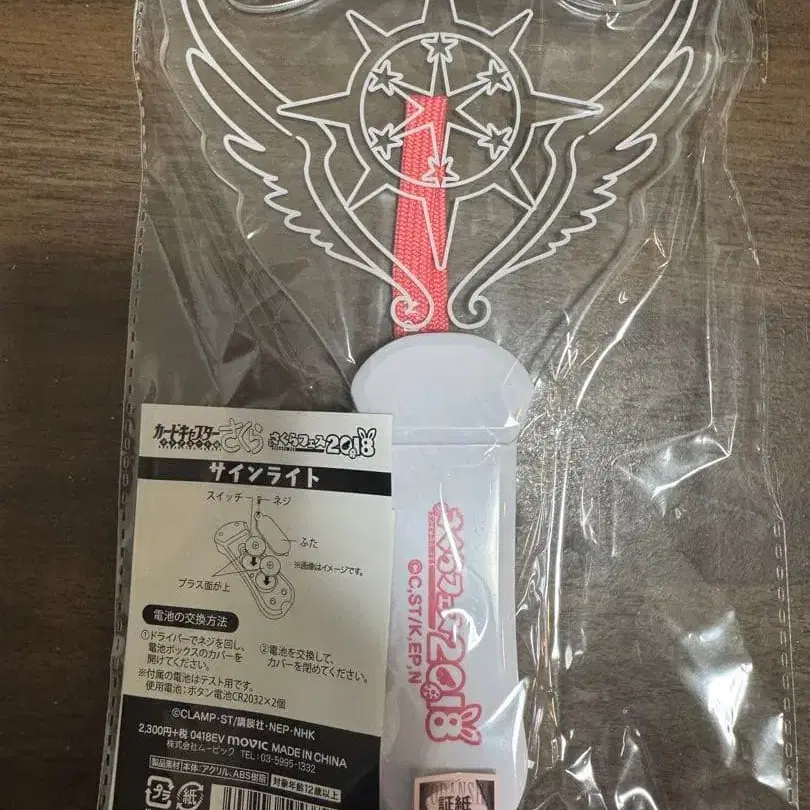 カードキャプターさくら さくらフェス2018
サインライト
スイッチ ネジ
ふた
※画像はイメージです。
プラス面が上
電池の交換方法
①ドライバーでネジを回し、
電池ボックスのカバーを
開けてください。
②電池を交換して、
カバーを閉めてください。
※付属の電池はテスト用です。
使用電池:ボタン電池CR2032×2個
©CLAMP・ST/講談社・NEP・NHK
2,300円+税 0418EV movic MADE IN CHINA
株式会社ムービック TEL:03-5995-1332
製品素材 本体:アクリル、ABS樹脂 対象年齢12歳以上
プラ 紙
さくらフェス2018
©C,ST/K,EP,N
証紙